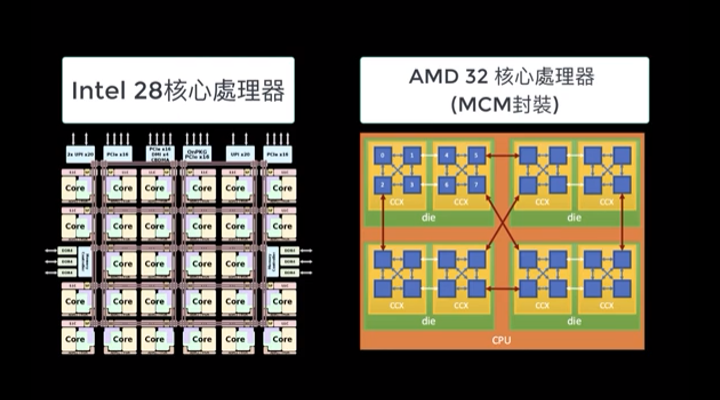 Intel 28核心處理器
AMD 32 核心處理器
(MCM封裝)
2x UPI x20
PCIe x16
PCIe x16
DMI x4
CBDMA
OnPKG
PCIe x16
UPI x20
PCIe x16
Core Core Core Core Core Core
Core Core Core Core Core Core
Core Core Core Core
Core Core Core Core Core Core
Core Core Core Core Core Core
DDR4
DDR4
DDR4
DDR4
DDR4
DDR4
0 1 4 5
2 3 6 7
CCX CCX CCX CCX
die die
CCX CCX CCX CCX
die die
CPU